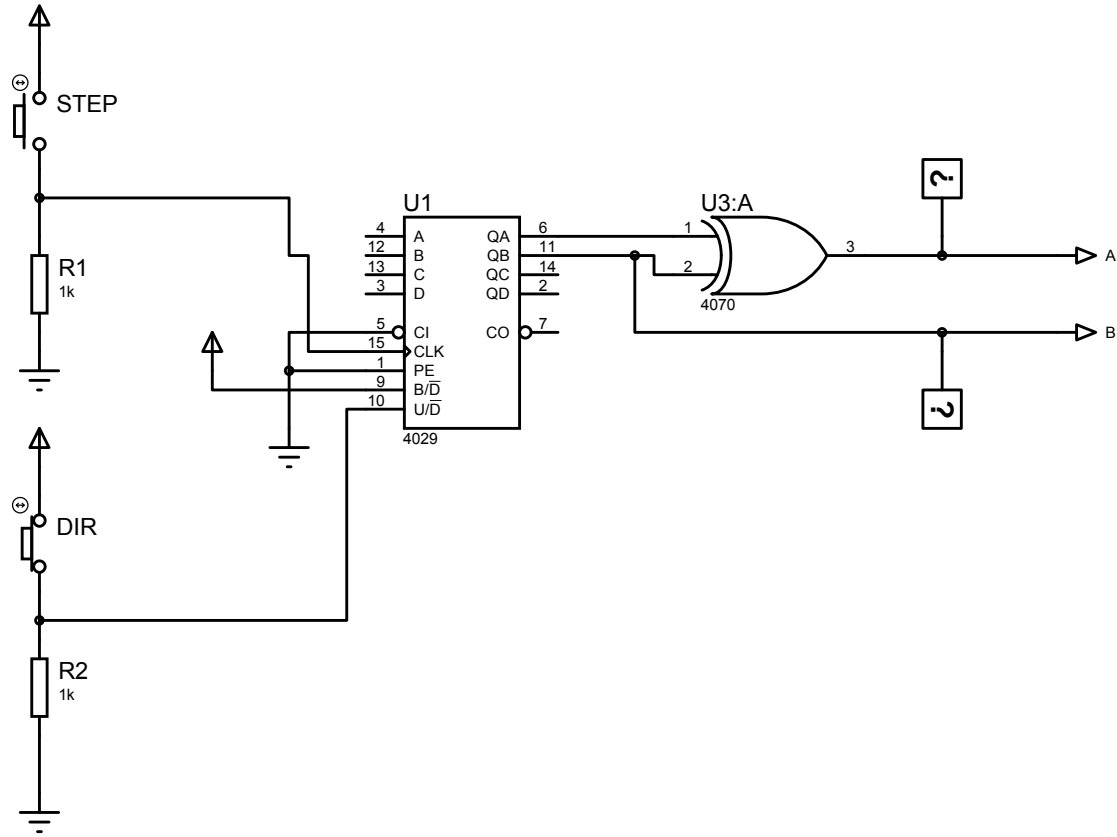 STEP
R1
1k
DIR
R2
1k
U1
4 A QA 6
12 B QB 11
13 C QC 14
3 D QD 2
5 CI CO 7
15 CLK
1 PE
9 B/D̅
10 U/D̅
4029
U3:A
1
2
3
4070
?
?
A
B